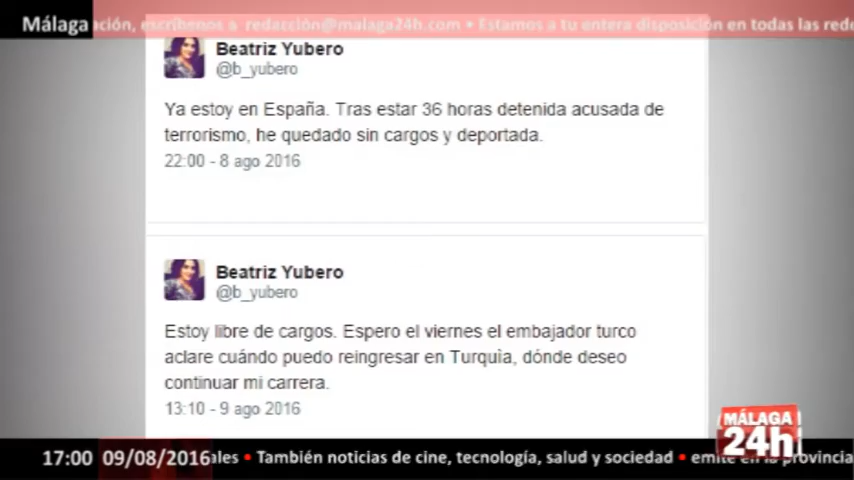 Málaga
ación, escríbenos a redacción@malaga24h.com • Estamos a tu entera disposición en todas las rede
Beatriz Yubero
@b_yubero
Ya estoy en España. Tras estar 36 horas detenida acusada de
terrorismo, he quedado sin cargos y deportada.
22:00 - 8 ago 2016
Beatriz Yubero
@b_yubero
Estoy libre de cargos. Espero el viernes el embajador turco
aclare cuándo puedo reingresar en Turquìa, dónde deseo
continuar mi carrera.
13:10 - 9 ago 2016
MÁLAGA
24h
17:00 09/08/2016 ales • También noticias de cine, tecnología, salud y sociedad • emite en la provincia